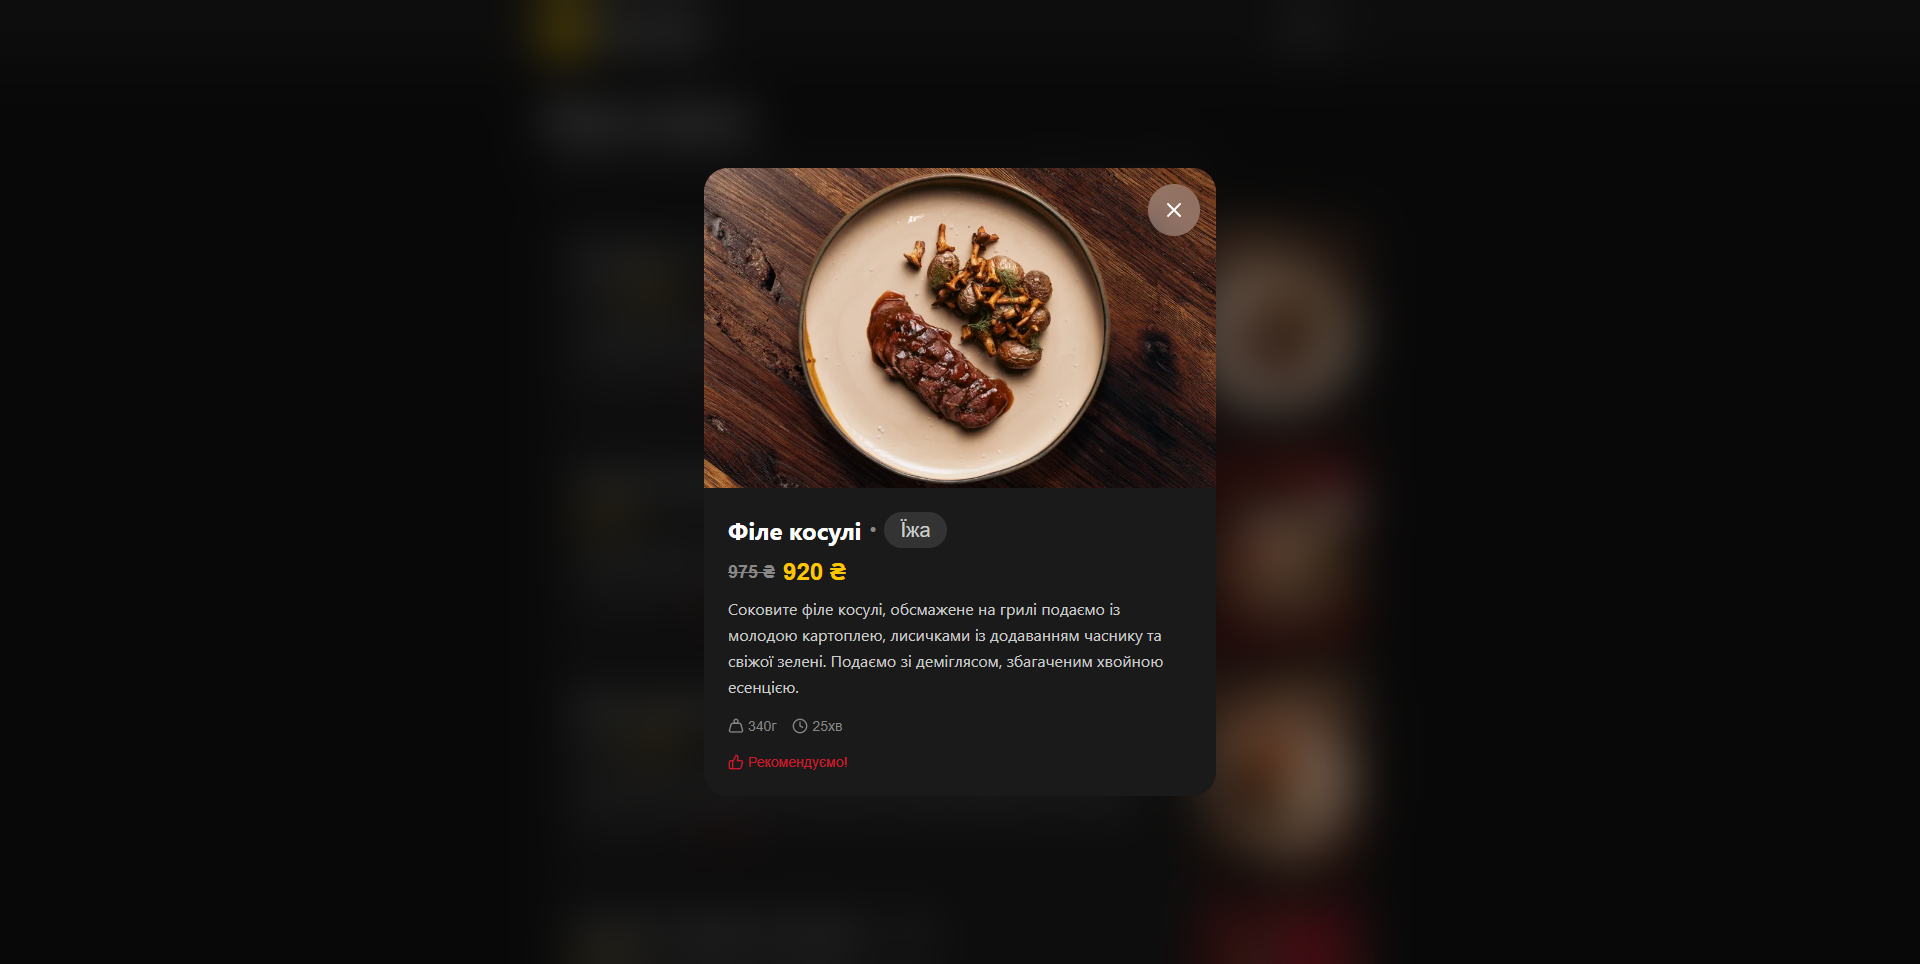 Філе косулі • Їжа
975 ₴ 920 ₴
Соковите філе косулі, обсмажене на грилі подаємо із
молодою картоплею, лисичками із додаванням часнику та
свіжої зелені. Подаємо зі деміглясом, збагаченим хвойною
есенцією.
340г 25хв
Рекомендуємо!